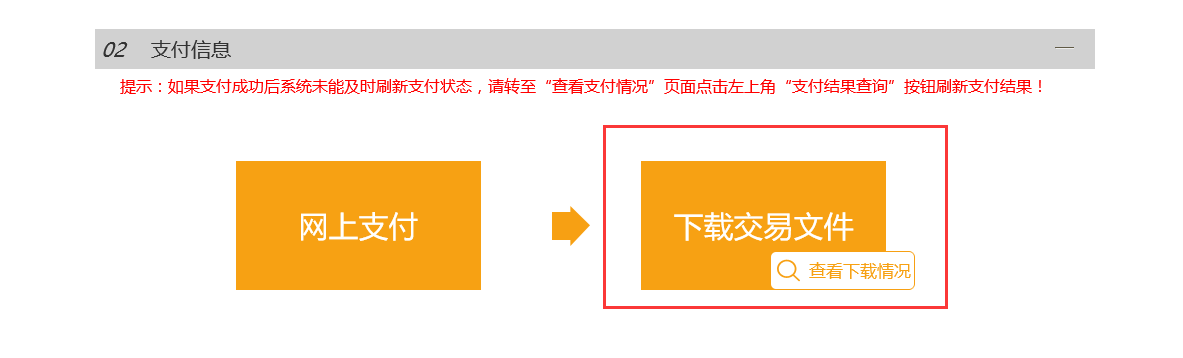 02 支付信息
提示：如果支付成功后系统未能及时刷新支付状态，请转至“查看支付情况”页面点击左上角“支付结果查询”按钮刷新支付结果！
网上支付
下载交易文件
查看下载情况